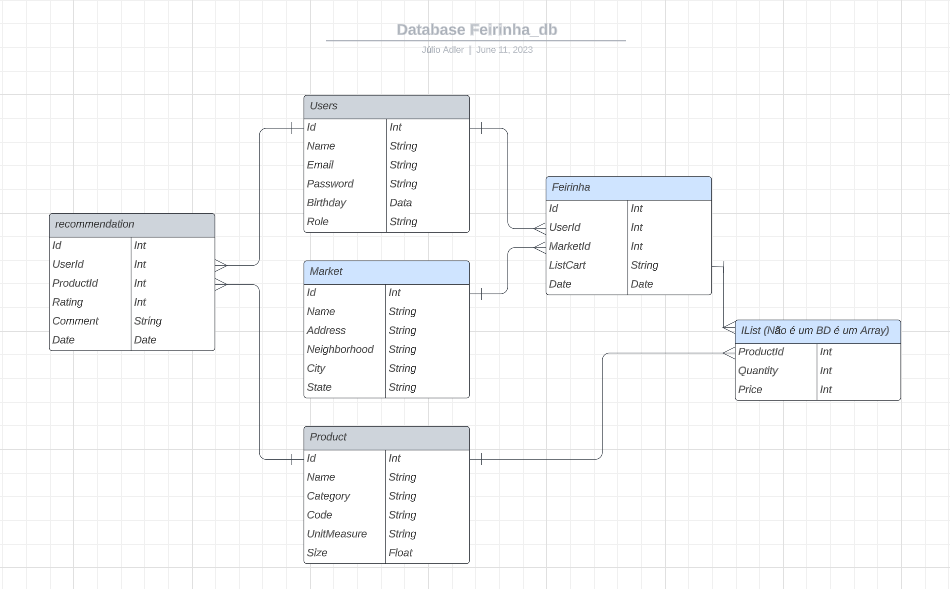 Database Feirinha_db
Júlio Adler | June 11, 2023
Users
Id Int
Name String
Email String
Password String
Birthday Data
Role String
Feirinha
Id Int
UserId Int
MarketId Int
ListCart String
Date Date
recommendation
Id Int
UserId Int
ProductId Int
Rating Int
Comment String
Date Date
Market
Id Int
Name String
Address String
Neighborhood String
City String
State String
IList (Não é um BD é um Array)
ProductId Int
Quantity Int
Price Int
Product
Id Int
Name String
Category String
Code String
UnitMeasure String
Size Float